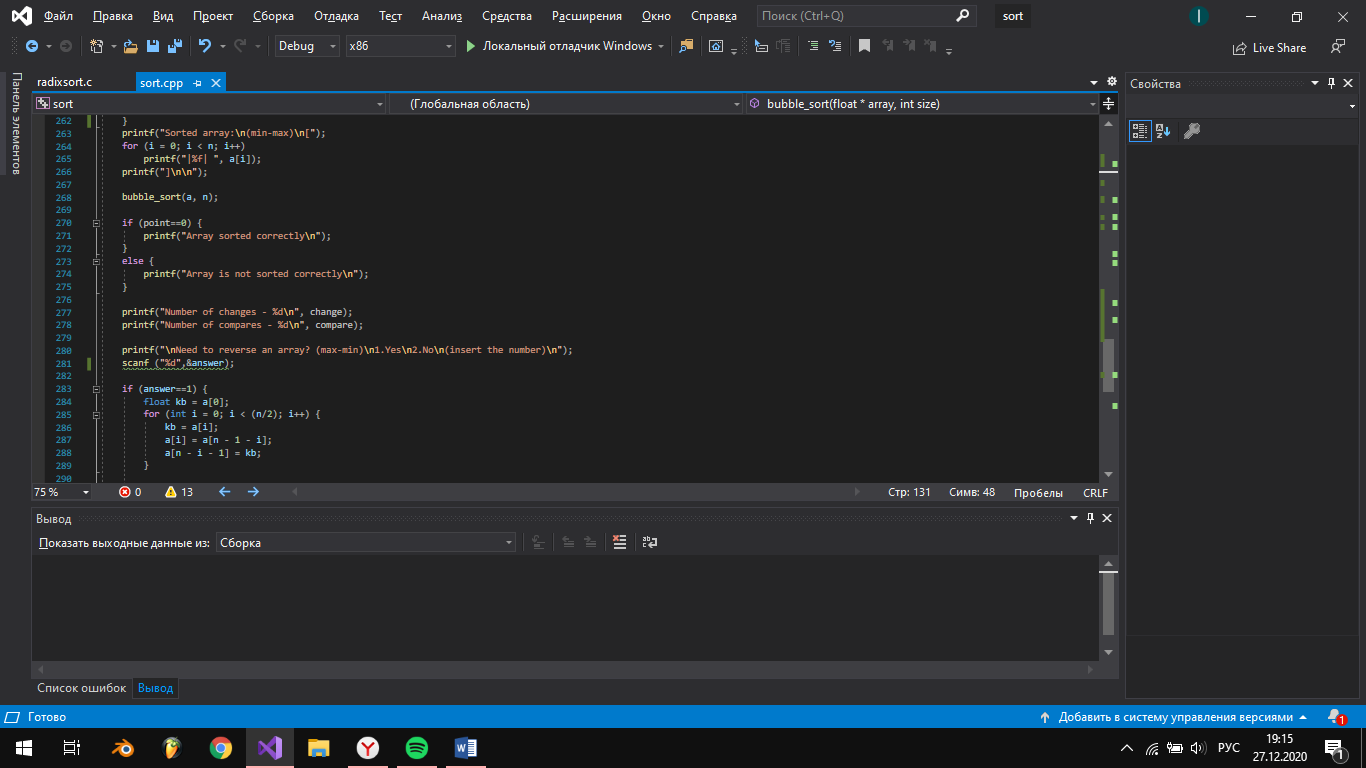 Файл Правка Вид Проект Сборка Отладка Тест Анализ Средства Расширения Окно Справка Поиск (Ctrl+Q) sort I
Debug x86 Локальный отладчик Windows Live Share
Панель элементов
radixsort.c sort.cpp
sort (Глобальная область) bubble_sort(float * array, int size)
262 }
263 printf("Sorted array:\n(min-max)\n[");
264 for (i = 0; i < n; i++)
265 printf("|%f| ", a[i]);
266 printf("]\n\n");
267
268 bubble_sort(a, n);
269
270 if (point==0) {
271 printf("Array sorted correctly\n");
272 }
273 else {
274 printf("Array is not sorted correctly\n");
275 }
276
277 printf("Number of changes - %d\n", change);
278 printf("Number of compares - %d\n", compare);
279
280 printf("\nNeed to reverse an array? (max-min)\n1.Yes\n2.No\n(insert the number)\n");
281 scanf ("%d",&answer);
282
283 if (answer==1) {
284 float kb = a[0];
285 for (int i = 0; i < (n/2); i++) {
286 kb = a[i];
287 a[i] = a[n - 1 - i];
288 a[n - i - 1] = kb;
289 }
290
75 % 0 13 Стр: 131 Симв: 48 Пробелы CRLF
Вывод
Показать выходные данные из: Сборка
Список ошибок Вывод
Свойства
Готово Добавить в систему управления версиями 1
РУС 19:15
27.12.2020 1